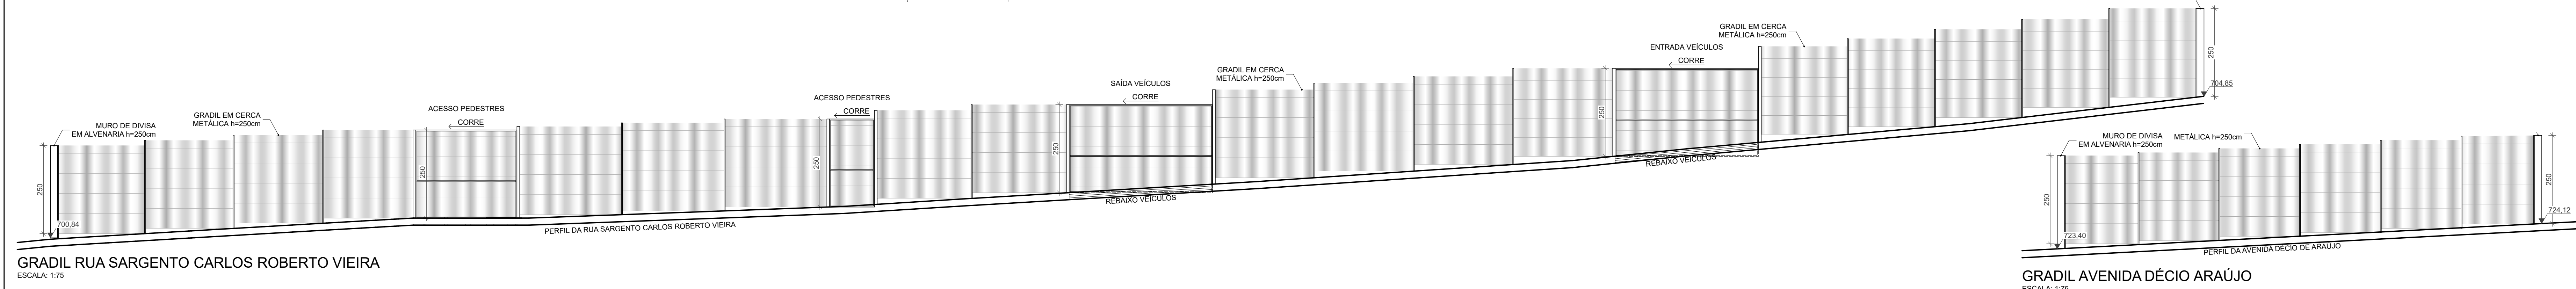 MURO DE DIVISA
EM ALVENARIA h=250cm
GRADIL EM CERCA
METÁLICA h=250cm
ACESSO PEDESTRES
CORRE
ACESSO PEDESTRES
CORRE
SAÍDA VEÍCULOS
CORRE
GRADIL EM CERCA
METÁLICA h=250cm
ENTRADA VEÍCULOS
CORRE
GRADIL EM CERCA
METÁLICA h=250cm
250
250
250
250
250
250
700,84
704,85
REBAIXO VEÍCULOS
REBAIXO VEÍCULOS
PERFIL DA RUA SARGENTO CARLOS ROBERTO VIEIRA
GRADIL RUA SARGENTO CARLOS ROBERTO VIEIRA
ESCALA: 1:75
MURO DE DIVISA
EM ALVENARIA h=250cm
METÁLICA h=250cm
250
250
723,40
724,12
PERFIL DA AVENIDA DÉCIO DE ARAÚJO
GRADIL AVENIDA DÉCIO ARAÚJO
ESCALA: 1:75